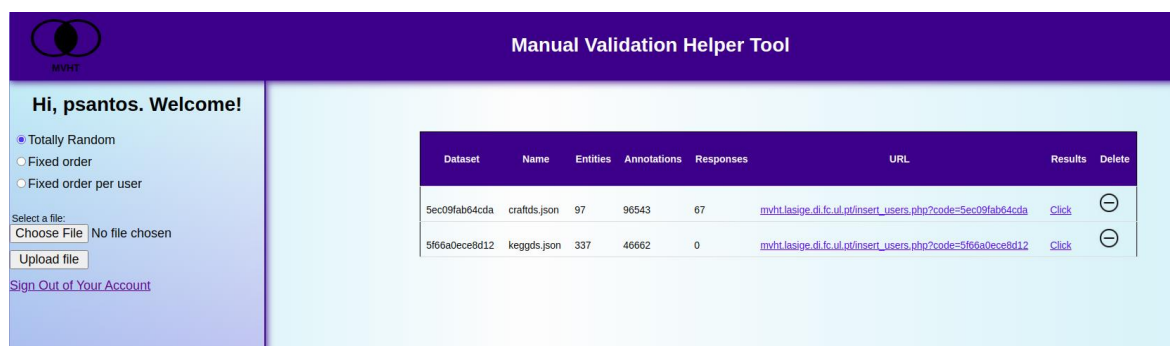 MVHT
Manual Validation Helper Tool
Hi, psantos. Welcome!
Totally Random
Fixed order
Fixed order per user
Select a file:
Choose File No file chosen
Upload file
Sign Out of Your Account
Dataset Name Entities Annotations Responses URL Results Delete
5ec09fab64cda craftds.json 97 96543 67 mvht.lasige.di.fc.ul.pt/insert_users.php?code=5ec09fab64cda Click
5f66a0ece8d12 keggds.json 337 46662 0 mvht.lasige.di.fc.ul.pt/insert_users.php?code=5f66a0ece8d12 Click